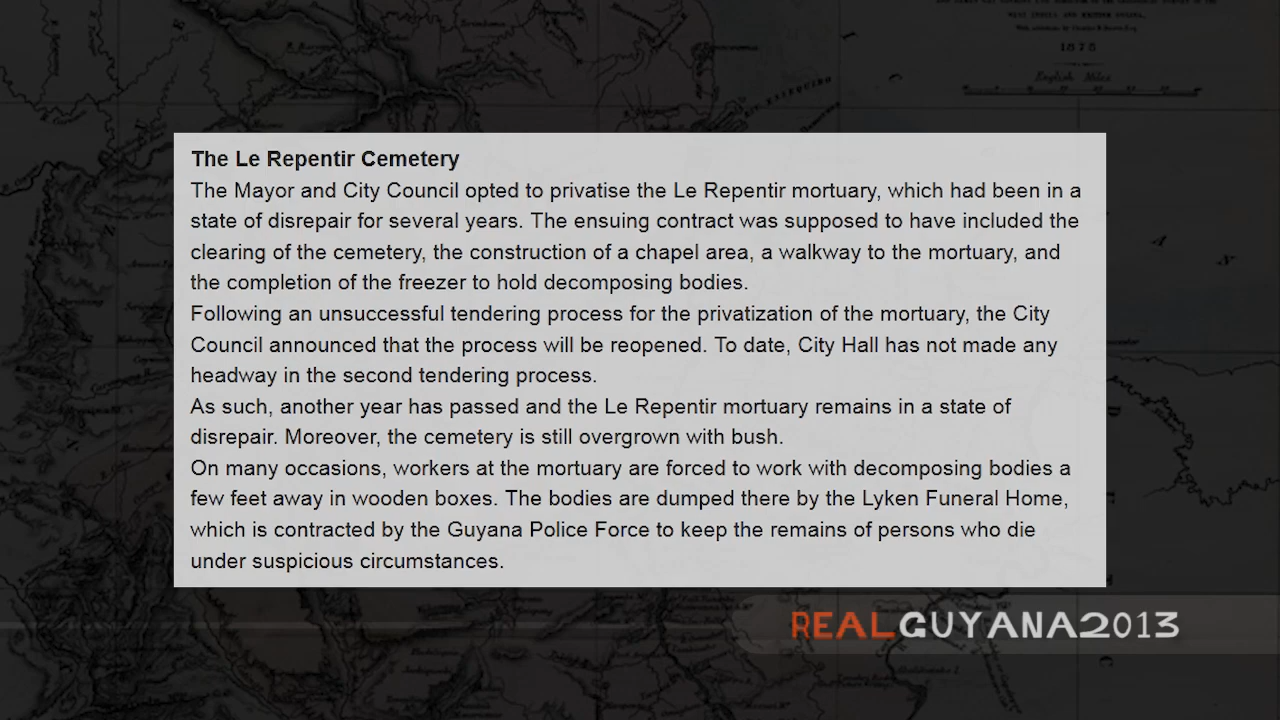 1875
English Miles
The Le Repentir Cemetery
The Mayor and City Council opted to privatise the Le Repentir mortuary, which had been in a
state of disrepair for several years. The ensuing contract was supposed to have included the
clearing of the cemetery, the construction of a chapel area, a walkway to the mortuary, and
the completion of the freezer to hold decomposing bodies.
Following an unsuccessful tendering process for the privatization of the mortuary, the City
Council announced that the process will be reopened. To date, City Hall has not made any
headway in the second tendering process.
As such, another year has passed and the Le Repentir mortuary remains in a state of
disrepair. Moreover, the cemetery is still overgrown with bush.
On many occasions, workers at the mortuary are forced to work with decomposing bodies a
few feet away in wooden boxes. The bodies are dumped there by the Lyken Funeral Home,
which is contracted by the Guyana Police Force to keep the remains of persons who die
under suspicious circumstances.
REALGUYANA2013